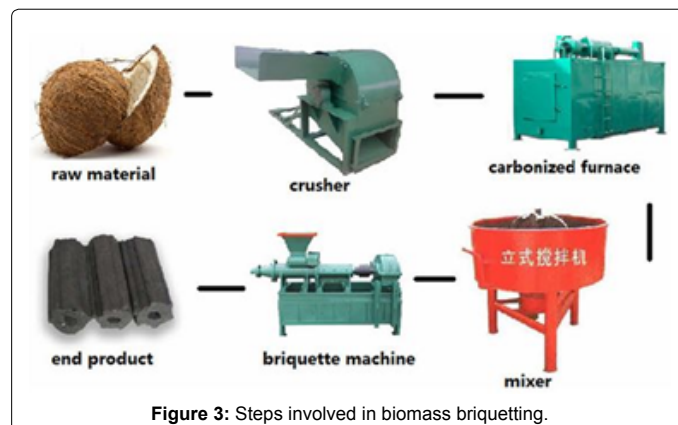 raw material
crusher
carbonized furnace
立式搅拌机
end product
briquette machine
mixer
Figure 3: Steps involved in biomass briquetting.